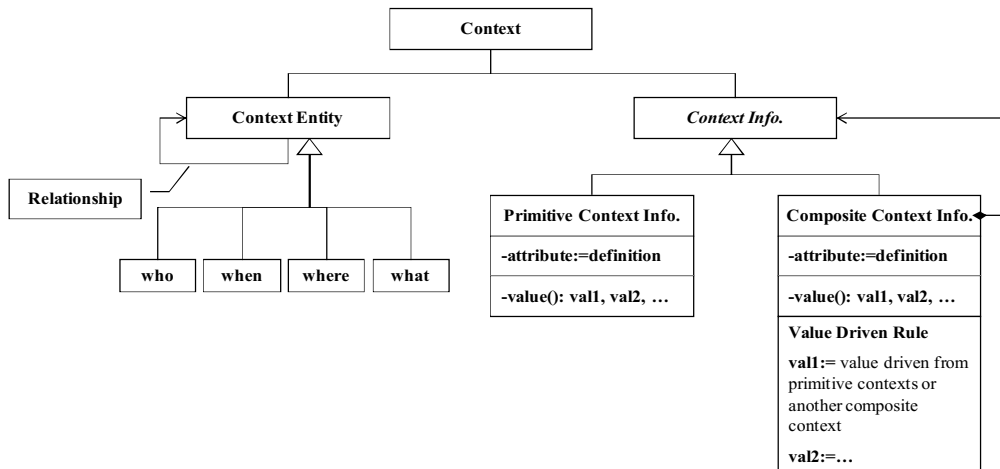 Context
Context Entity
Context Info.
Relationship
Primitive Context Info.
-attribute:=definition
-value(): val1, val2, …
Composite Context Info.
-attribute:=definition
-value(): val1, val2, …
Value Driven Rule
val1:= value driven from
primitive contexts or
another composite
context
val2:=…
who
when
where
what